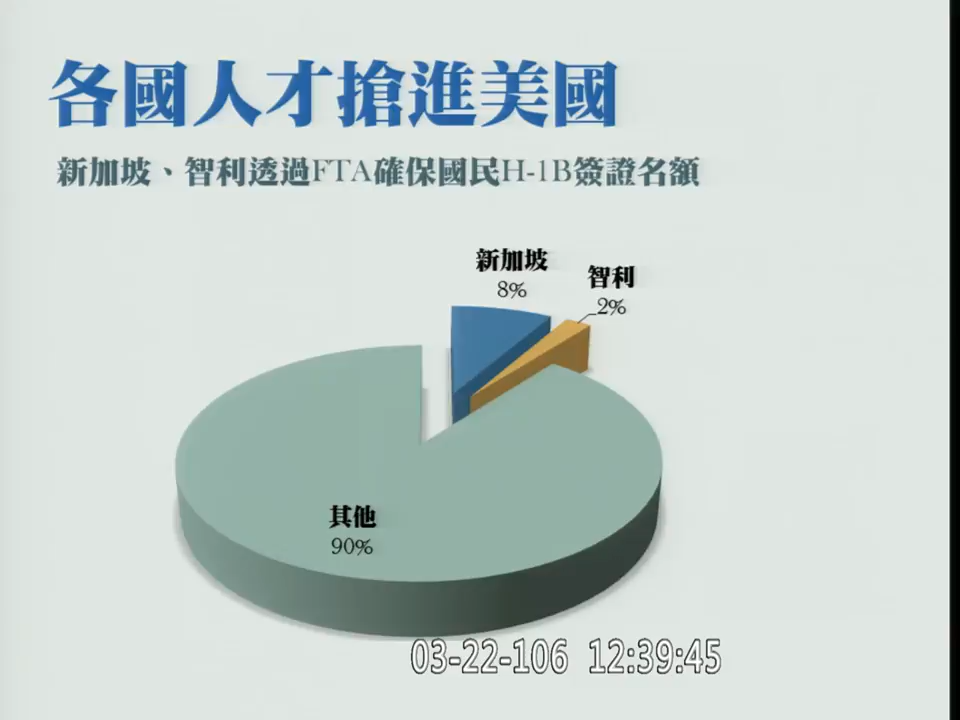 各國人才搶進美國
新加坡、智利透過FTA確保國民H-1B簽證名額
新加坡
8%
智利
2%
其他
90%
03-22-106 12:39:45